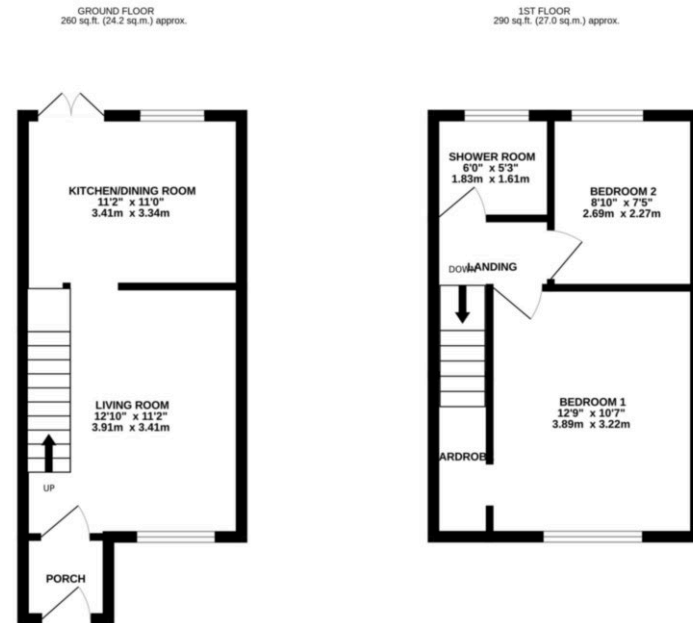 GROUND FLOOR
260 sq.ft. (24.2 sq.m.) approx.
1ST FLOOR
290 sq.ft. (27.0 sq.m.) approx.
KITCHEN/DINING ROOM
11'2" x 11'0"
3.41m x 3.34m
LIVING ROOM
12'10" x 11'2"
3.91m x 3.41m
UP
PORCH
SHOWER ROOM
6'0" x 5'3"
1.83m x 1.61m
BEDROOM 2
8'10" x 7'5"
2.69m x 2.27m
LANDING
DOWN
BEDROOM 1
12'9" x 10'7"
3.89m x 3.22m
ARDROB